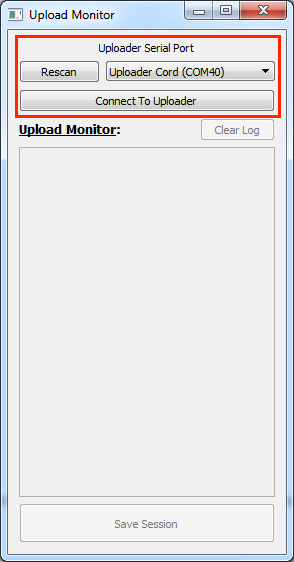 Upload Monitor
Uploader Serial Port
Rescan
Uploader Cord (COM40)
Connect To Uploader
Upload Monitor:
Clear Log
Save Session